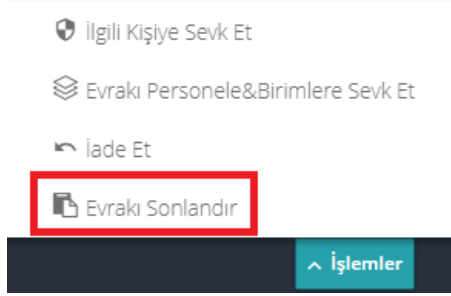 İlgili Kişiye Sevk Et
Evrakı Personele&Birimlere Sevk Et
İade Et
Evrakı Sonlandır
İşlemler